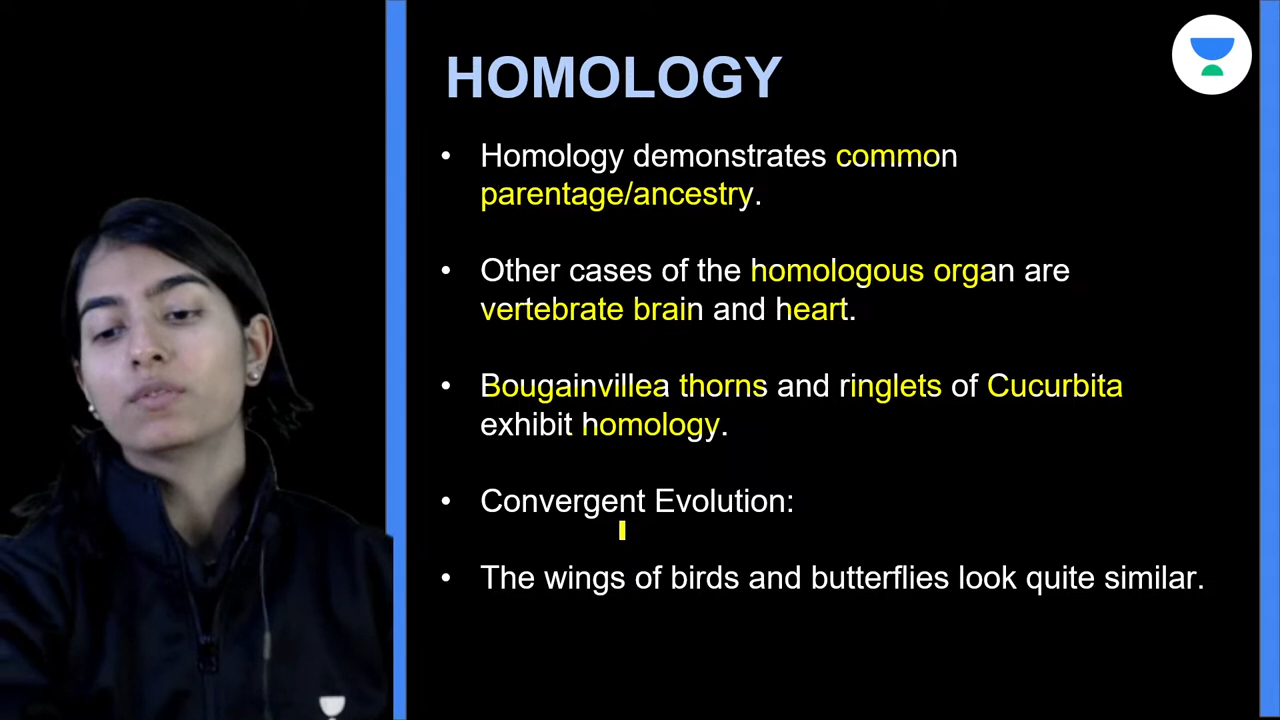 HOMOLOGY
• Homology demonstrates common
parentage/ancestry.
• Other cases of the homologous organ are
vertebrate brain and heart.
• Bougainvillea thorns and ringlets of Cucurbita
exhibit homology.
• Convergent Evolution:
• The wings of birds and butterflies look quite similar.